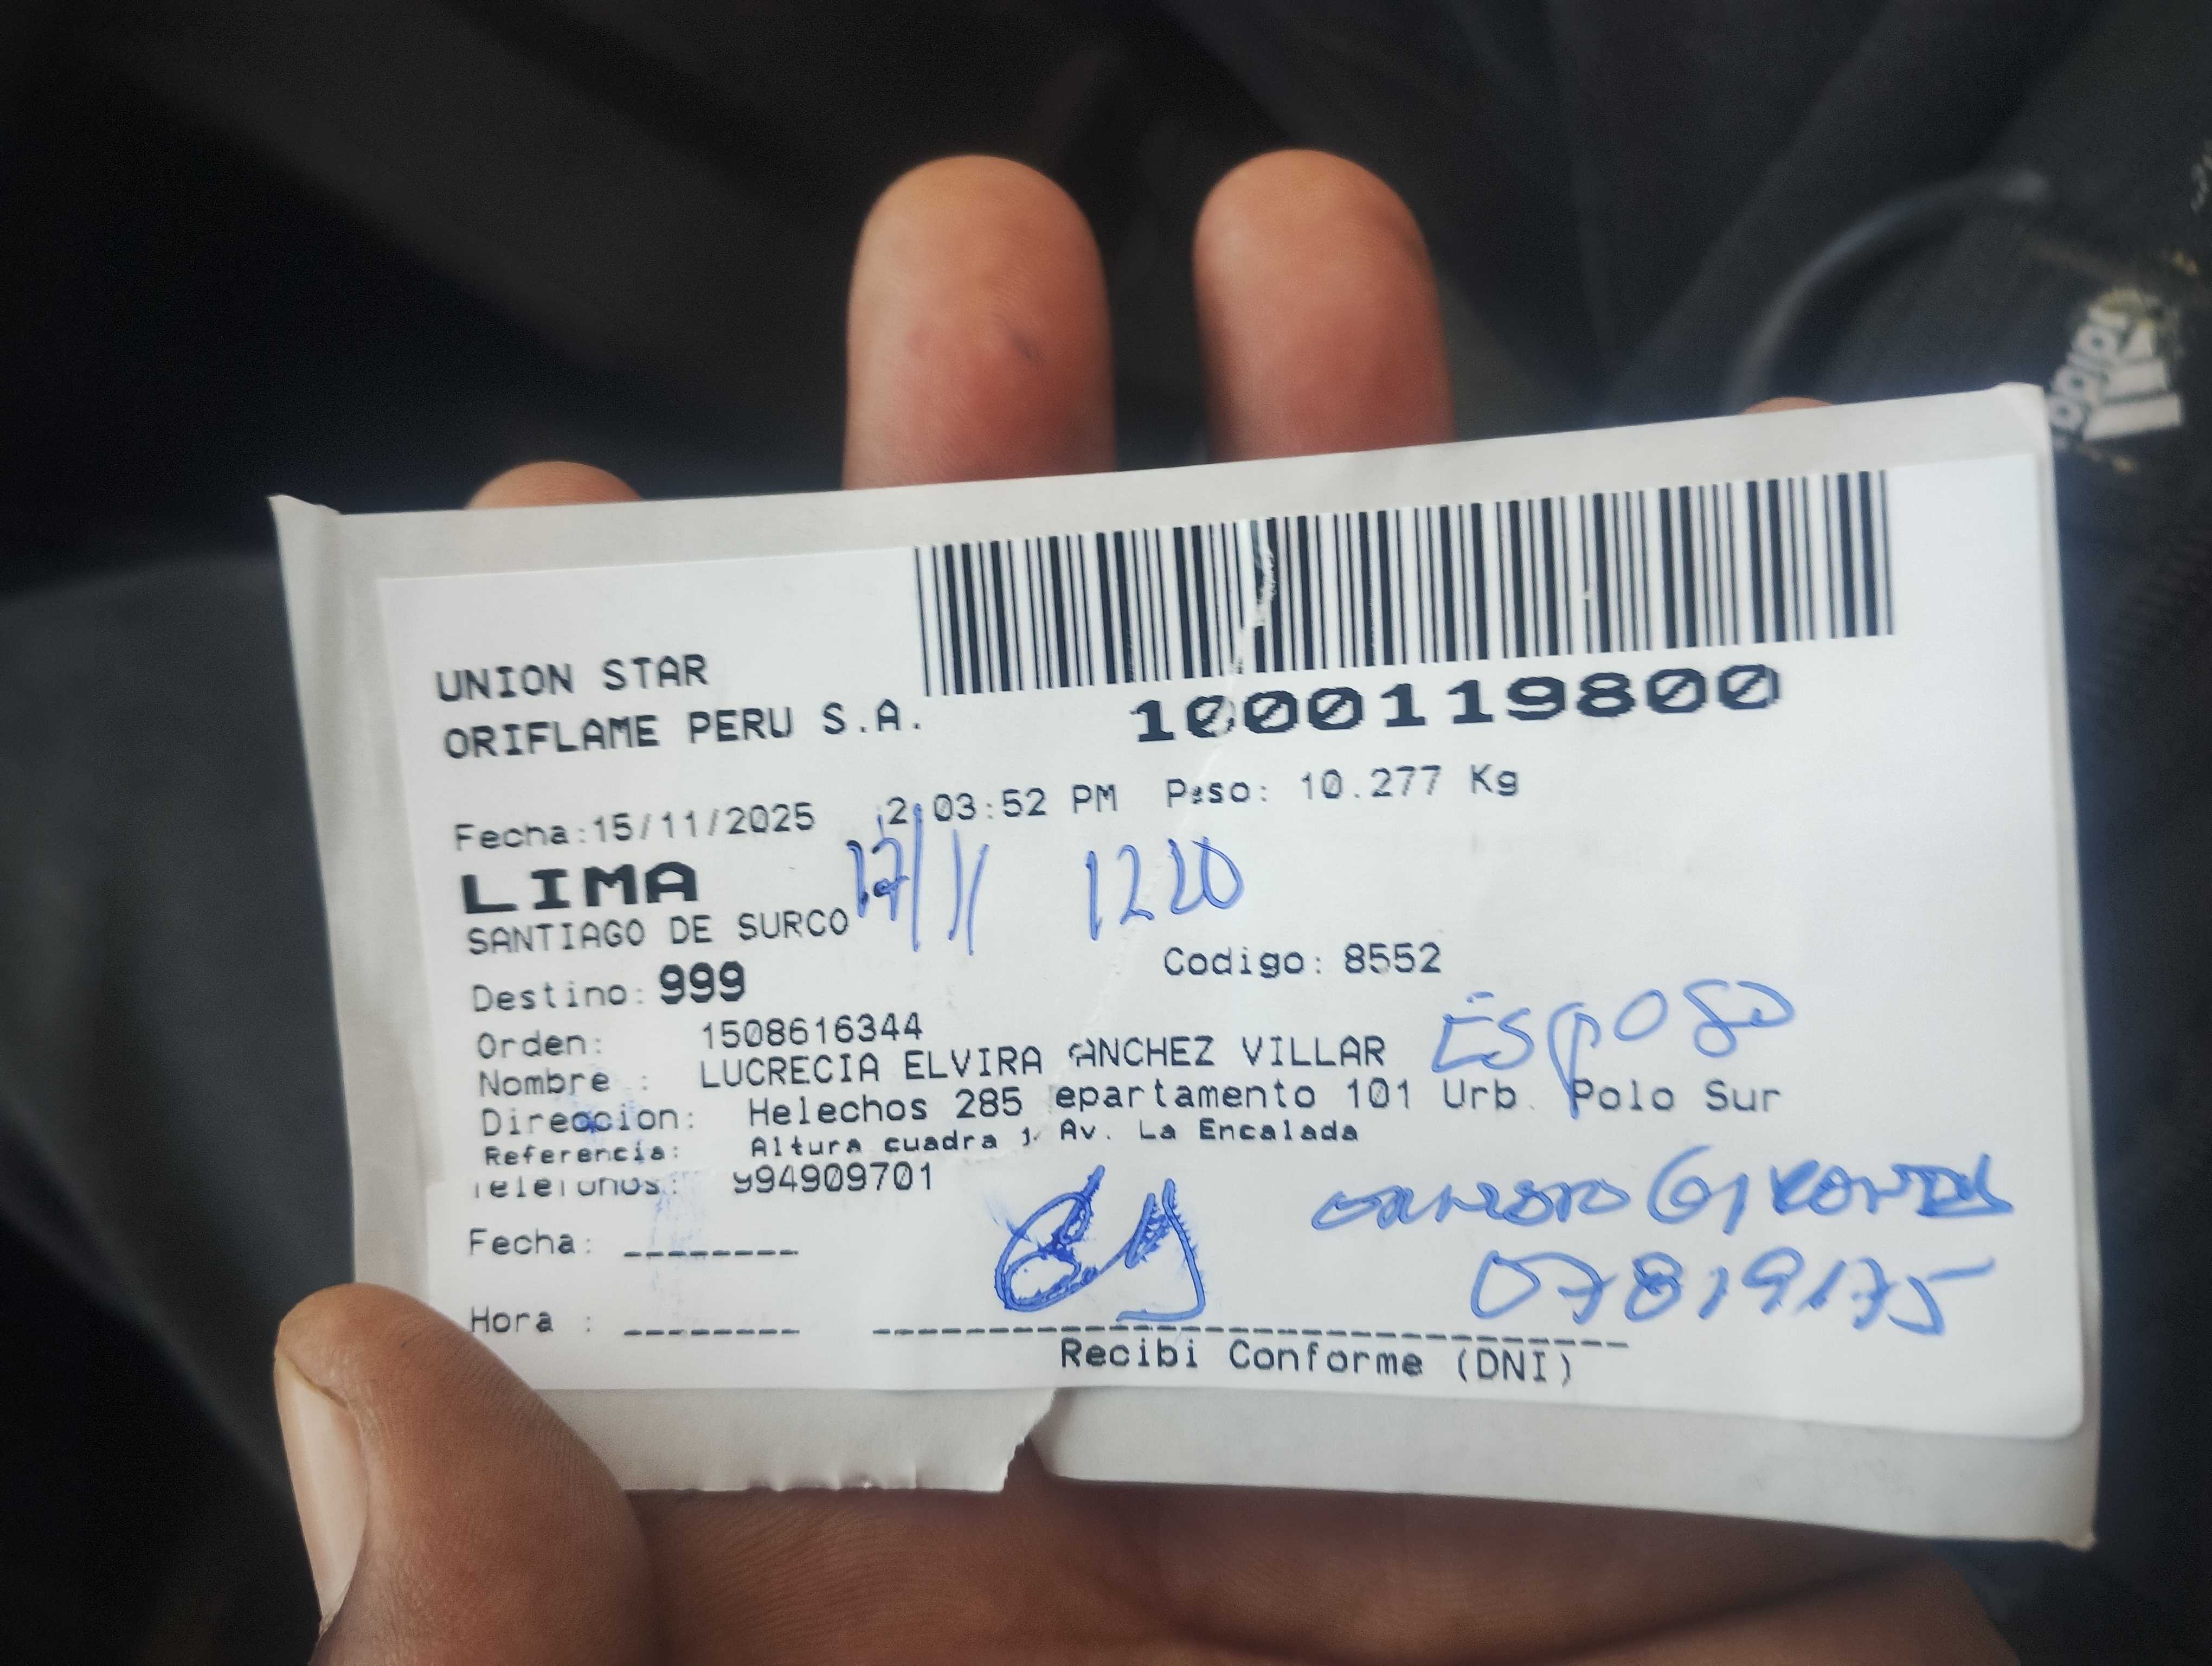 UNION STAR
ORIFLAME PERU S.A.
1000119800
Fecha:15/11/2025 2:03:52 PM Peso: 10.277 Kg
LIMA
17/11 1220
SANTIAGO DE SURCO
Codigo: 8552
Destino: 999
Orden: 1508616344
Nombre : LUCRECIA ELVIRA ANCHEZ VILLAR Esposo
Direccion: Helechos 285 epartamento 101 Urb. Polo Sur
Referencia: Altura cuadra 1 Av. La Encalada
Telefonos: 994909701
Fecha: --------
07819175
Hora : --------
Recibi Conforme (DNI)
adidas